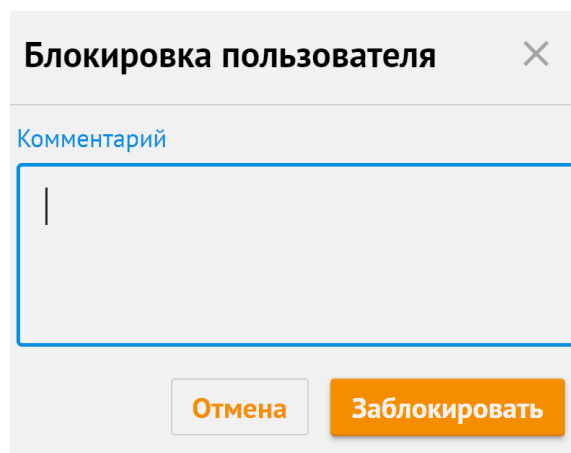 Блокировка пользователя
Комментарий
Отмена
Заблокировать